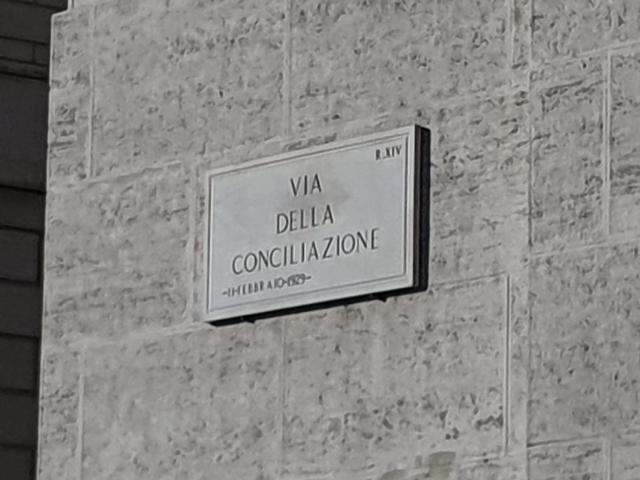 R.XIV
VIA
DELLA
CONCILIAZIONE
-11·FEBBRAIO·1929-